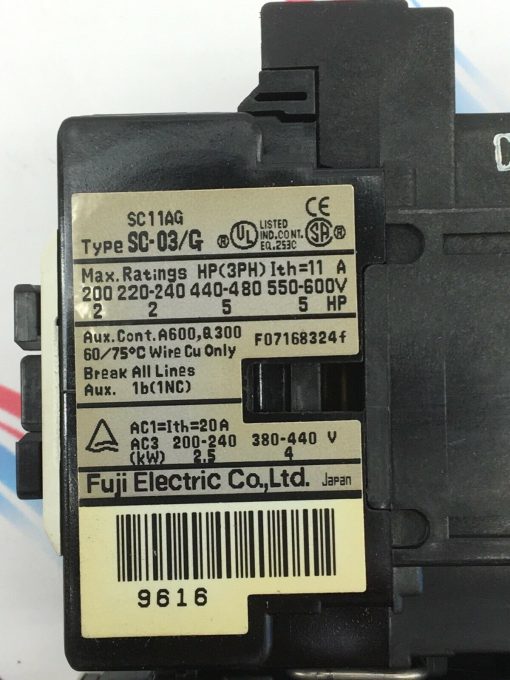 SC11AG
Type SC-03/G
UL LISTED
IND.CONT.
EQ.253C
CE
SA
Max.Ratings HP(3PH) Ith=11 A
200 220-240 440-480 550-600V
2 2 5 5 HP
Aux.Cont.A600,Q300
60/75°C Wire Cu Only
F07168324f
Break All Lines
Aux. 1b(1NC)
AC1=Ith=20A
AC3 200-240 380-440 V
(kW) 2.5 4
Fuji Electric Co.,Ltd. Japan
9616